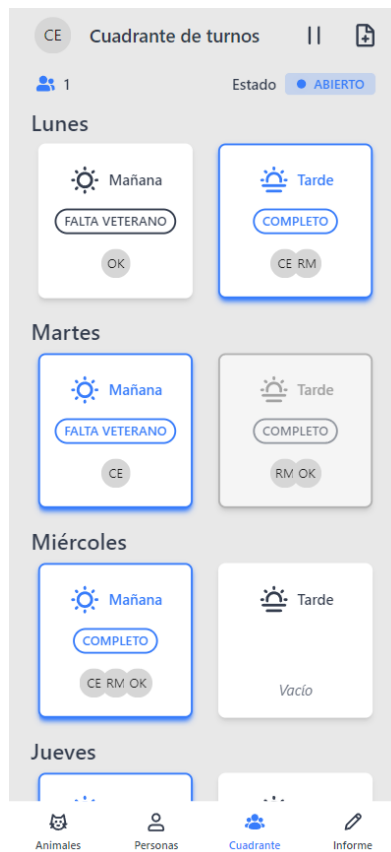 CE Cuadrante de turnos
1 Estado ABIERTO
Lunes
Mañana Tarde
FALTA VETERANO COMPLETO
OK CE RM
Martes
Mañana Tarde
FALTA VETERANO COMPLETO
CE RM OK
Miércoles
Mañana Tarde
COMPLETO
CE RM OK Vacío
Jueves
Animales Personas Cuadrante Informe